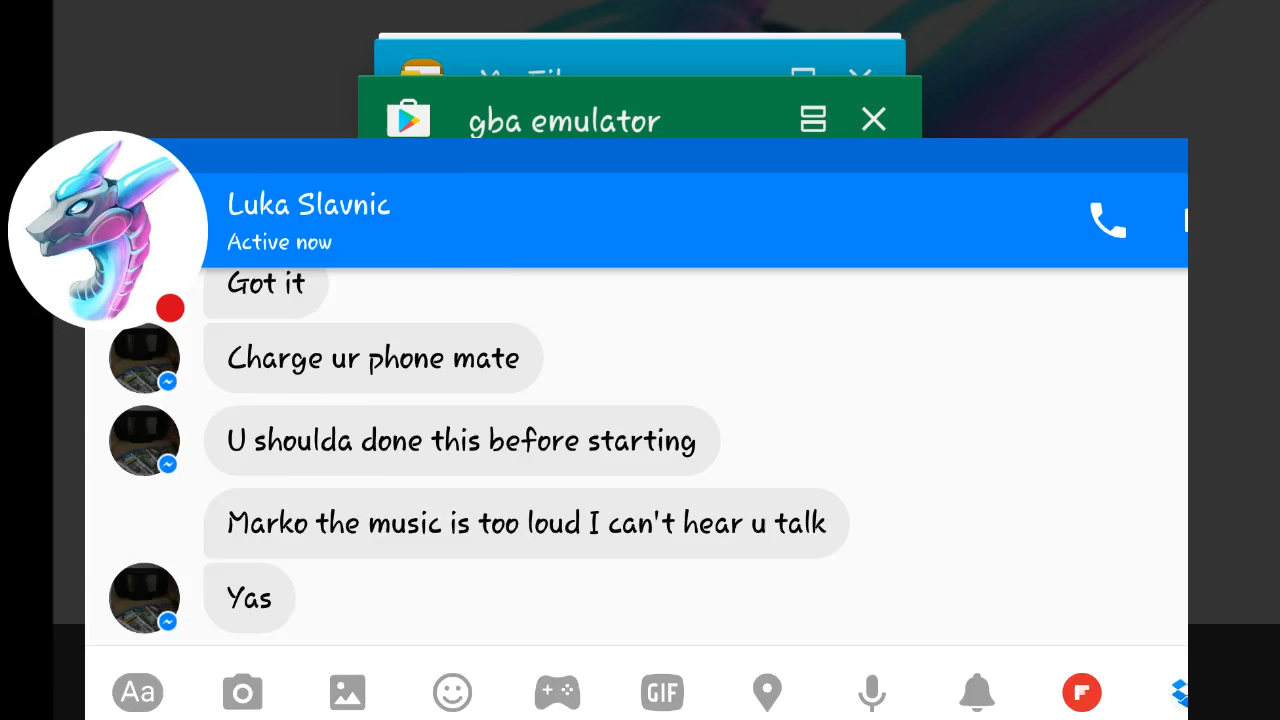 gba emulator
Luka Slavnic
Active now
Got it
Charge ur phone mate
U shoulda done this before starting
Marko the music is too loud I can't hear u talk
Yas
Aa
GIF